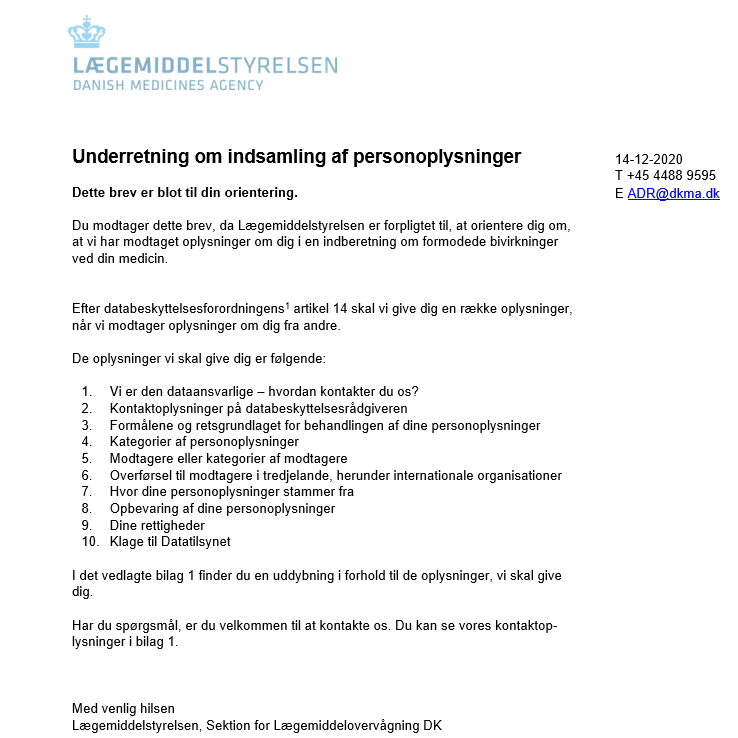 LÆGEMIDDELSTYRELSEN
DANISH MEDICINES AGENCY
Underretning om indsamling af personoplysninger
14-12-2020
T +45 4488 9595
E ADR@dkma.dk
Dette brev er blot til din orientering.
Du modtager dette brev, da Lægemiddelstyrelsen er forpligtet til, at orientere dig om,
at vi har modtaget oplysninger om dig i en indberetning om formodede bivirkninger
ved din medicin.
Efter databeskyttelsesforordningens¹ artikel 14 skal vi give dig en række oplysninger,
når vi modtager oplysninger om dig fra andre.
De oplysninger vi skal give dig er følgende:
1. Vi er den dataansvarlige – hvordan kontakter du os?
2. Kontaktoplysninger på databeskyttelsesrådgiveren
3. Formålene og retsgrundlaget for behandlingen af dine personoplysninger
4. Kategorier af personoplysninger
5. Modtagere eller kategorier af modtagere
6. Overførsel til modtagere i tredjelande, herunder internationale organisationer
7. Hvor dine personoplysninger stammer fra
8. Opbevaring af dine personoplysninger
9. Dine rettigheder
10. Klage til Datatilsynet
I det vedlagte bilag 1 finder du en uddybning i forhold til de oplysninger, vi skal give
dig.
Har du spørgsmål, er du velkommen til at kontakte os. Du kan se vores kontaktop-
lysninger i bilag 1.
Med venlig hilsen
Lægemiddelstyrelsen, Sektion for Lægemiddelovervågning DK